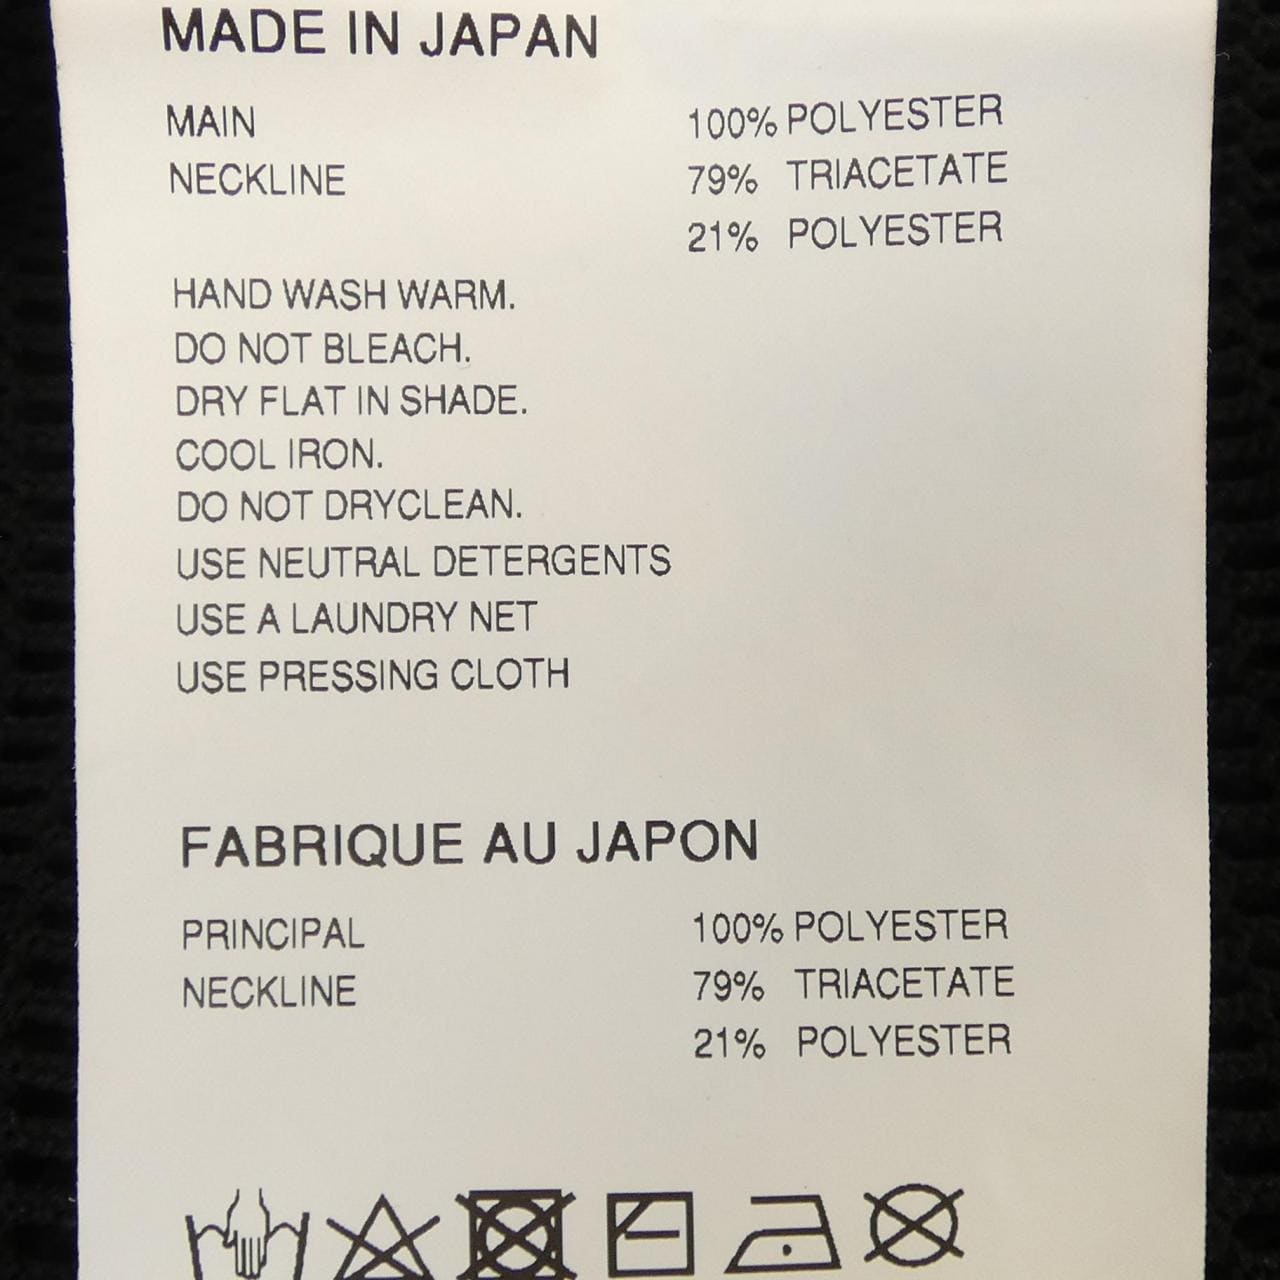 MADE IN JAPAN
MAIN 100% POLYESTER
NECKLINE 79% TRIACETATE
21% POLYESTER
HAND WASH WARM.
DO NOT BLEACH.
DRY FLAT IN SHADE.
COOL IRON.
DO NOT DRYCLEAN.
USE NEUTRAL DETERGENTS
USE A LAUNDRY NET
USE PRESSING CLOTH
FABRIQUE AU JAPON
PRINCIPAL 100% POLYESTER
NECKLINE 79% TRIACETATE
21% POLYESTER